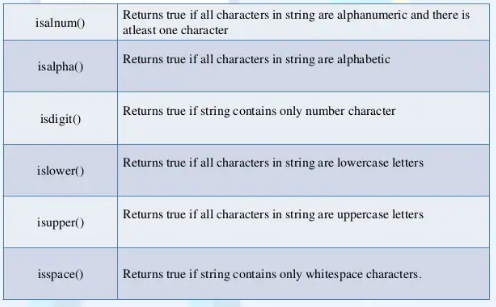 isalnum() Returns true if all characters in string are alphanumeric and there is
atleast one character
isalpha() Returns true if all characters in string are alphabetic
isdigit() Returns true if string contains only number character
islower() Returns true if all characters in string are lowercase letters
isupper() Returns true if all characters in string are uppercase letters
isspace() Returns true if string contains only whitespace characters.